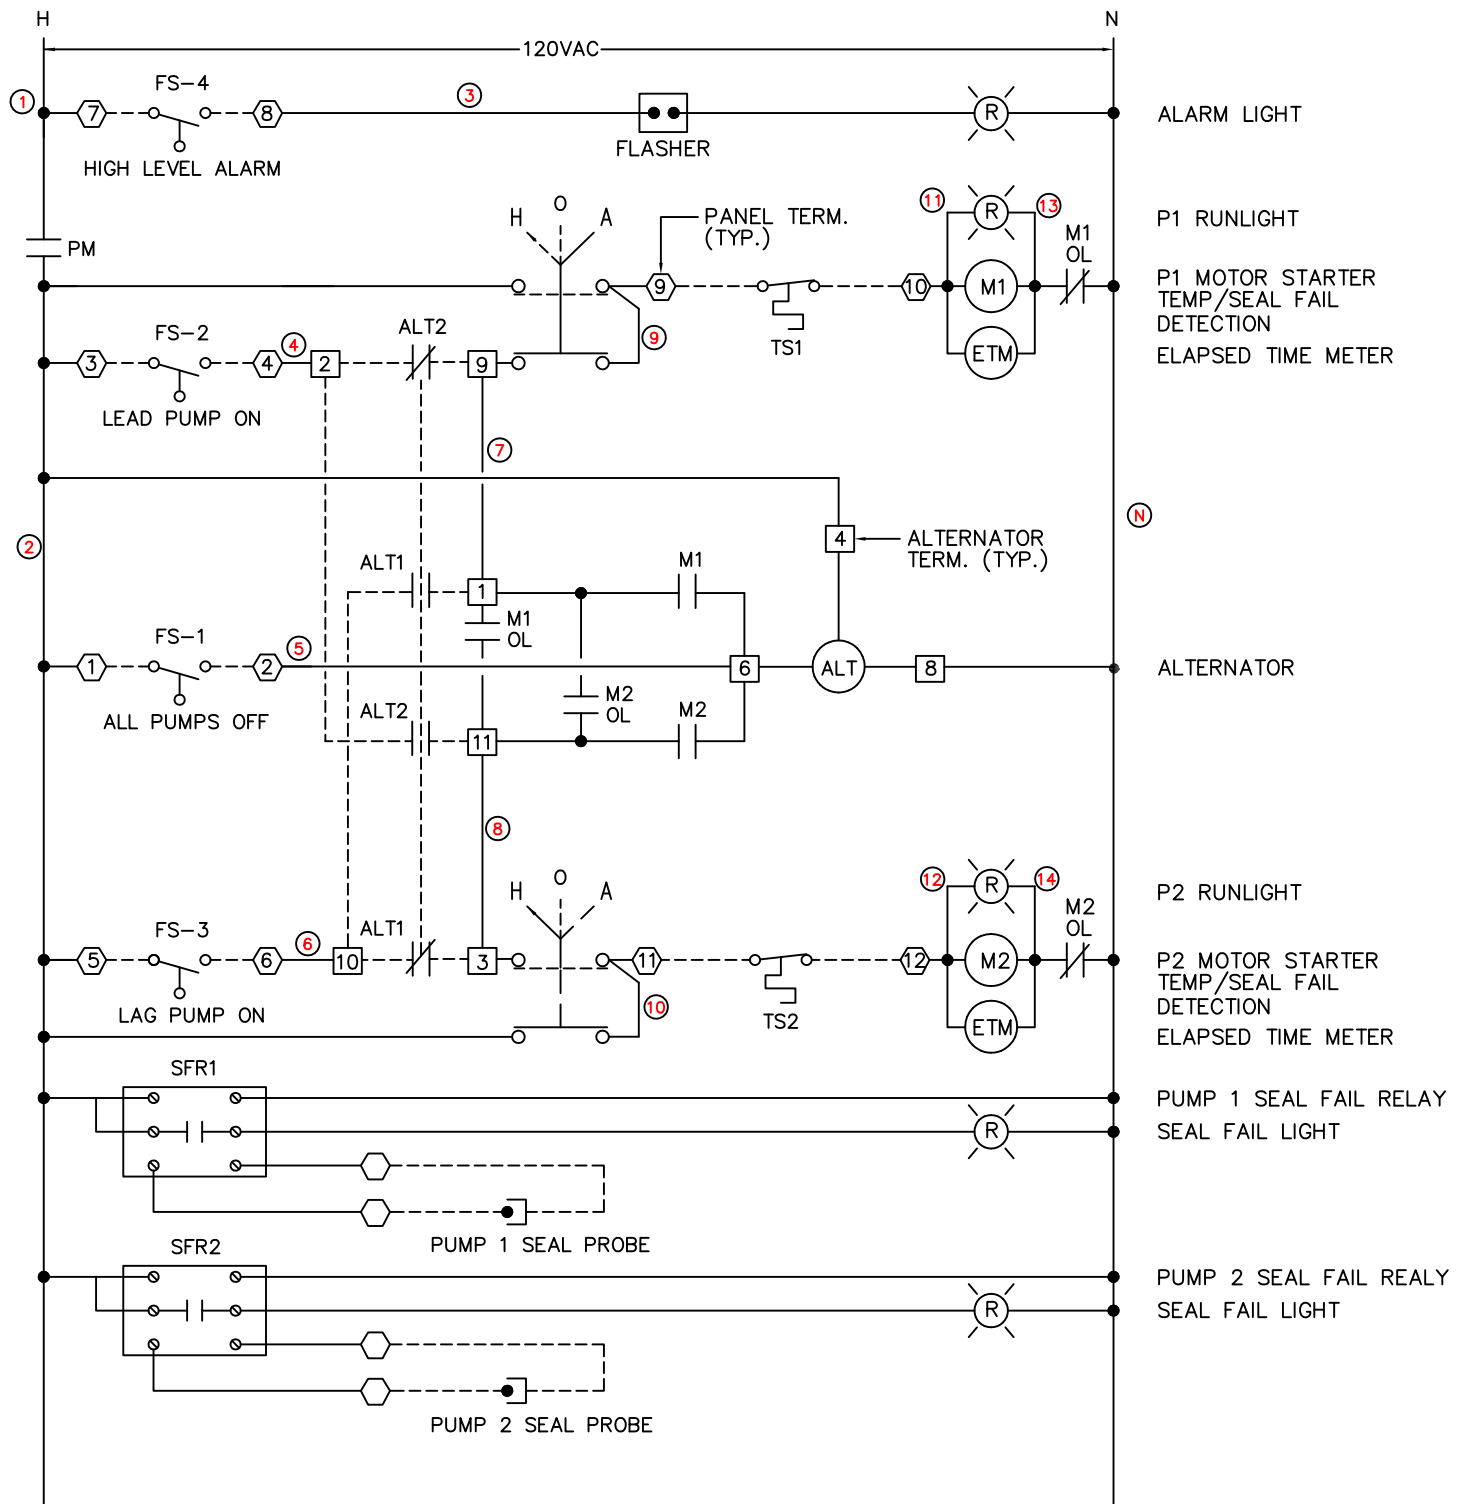 H
N
120VAC
FS-4
1
7
8
3
R
ALARM LIGHT
FLASHER
HIGH LEVEL ALARM
H
O
A
PANEL TERM.
(TYP.)
11
R
13
P1 RUNLIGHT
PM
M1
OL
9
TS1
10
M1
P1 MOTOR STARTER
TEMP/SEAL FAIL
DETECTION
FS-2
4
ALT2
9
3
4
2
9
ETM
ELAPSED TIME METER
LEAD PUMP ON
7
N
2
4
ALTERNATOR
TERM. (TYP.)
ALT1
M1
1
M1
OL
FS-1
5
1
2
6
ALT
8
ALTERNATOR
ALL PUMPS OFF
M2
OL
ALT2
M2
11
8
H
O
A
12
R
14
P2 RUNLIGHT
M2
OL
FS-3
6
ALT1
5
6
10
3
11
12
M2
P2 MOTOR STARTER
TEMP/SEAL FAIL
DETECTION
LAG PUMP ON
10
TS2
ETM
ELAPSED TIME METER
SFR1
PUMP 1 SEAL FAIL RELAY
R
SEAL FAIL LIGHT
PUMP 1 SEAL PROBE
SFR2
PUMP 2 SEAL FAIL REALY
R
SEAL FAIL LIGHT
PUMP 2 SEAL PROBE